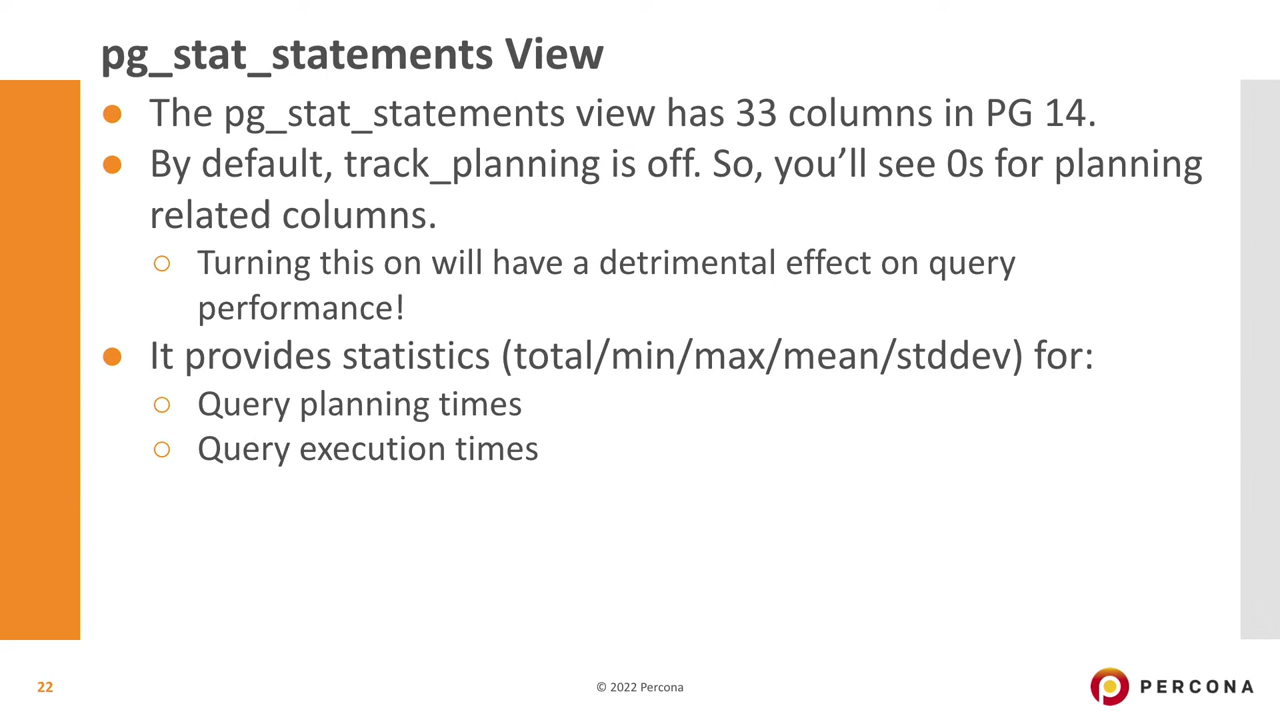 pg_stat_statements View
● The pg_stat_statements view has 33 columns in PG 14.
● By default, track_planning is off. So, you’ll see 0s for planning
related columns.
○ Turning this on will have a detrimental effect on query
performance!
● It provides statistics (total/min/max/mean/stddev) for:
○ Query planning times
○ Query execution times
22
© 2022 Percona
PERCONA